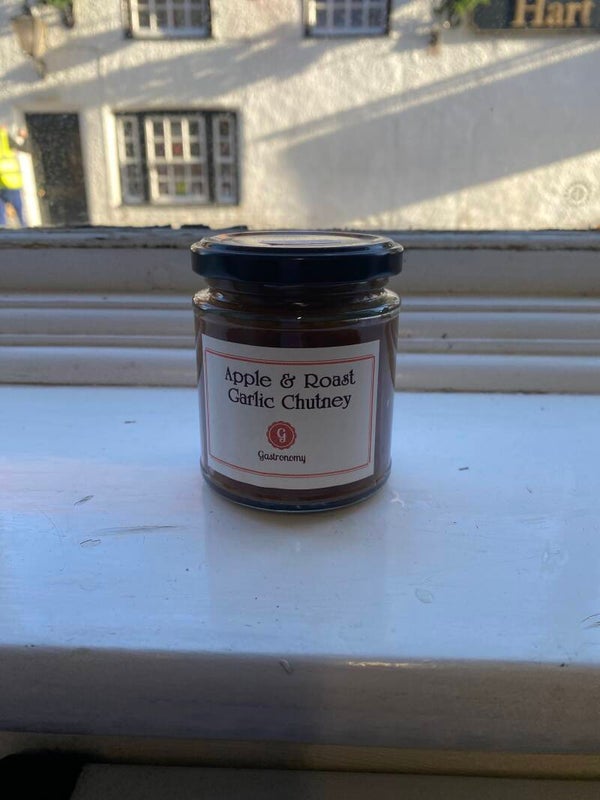 Hart
Apple & Roast
Garlic Chutney
G
Gastronomy